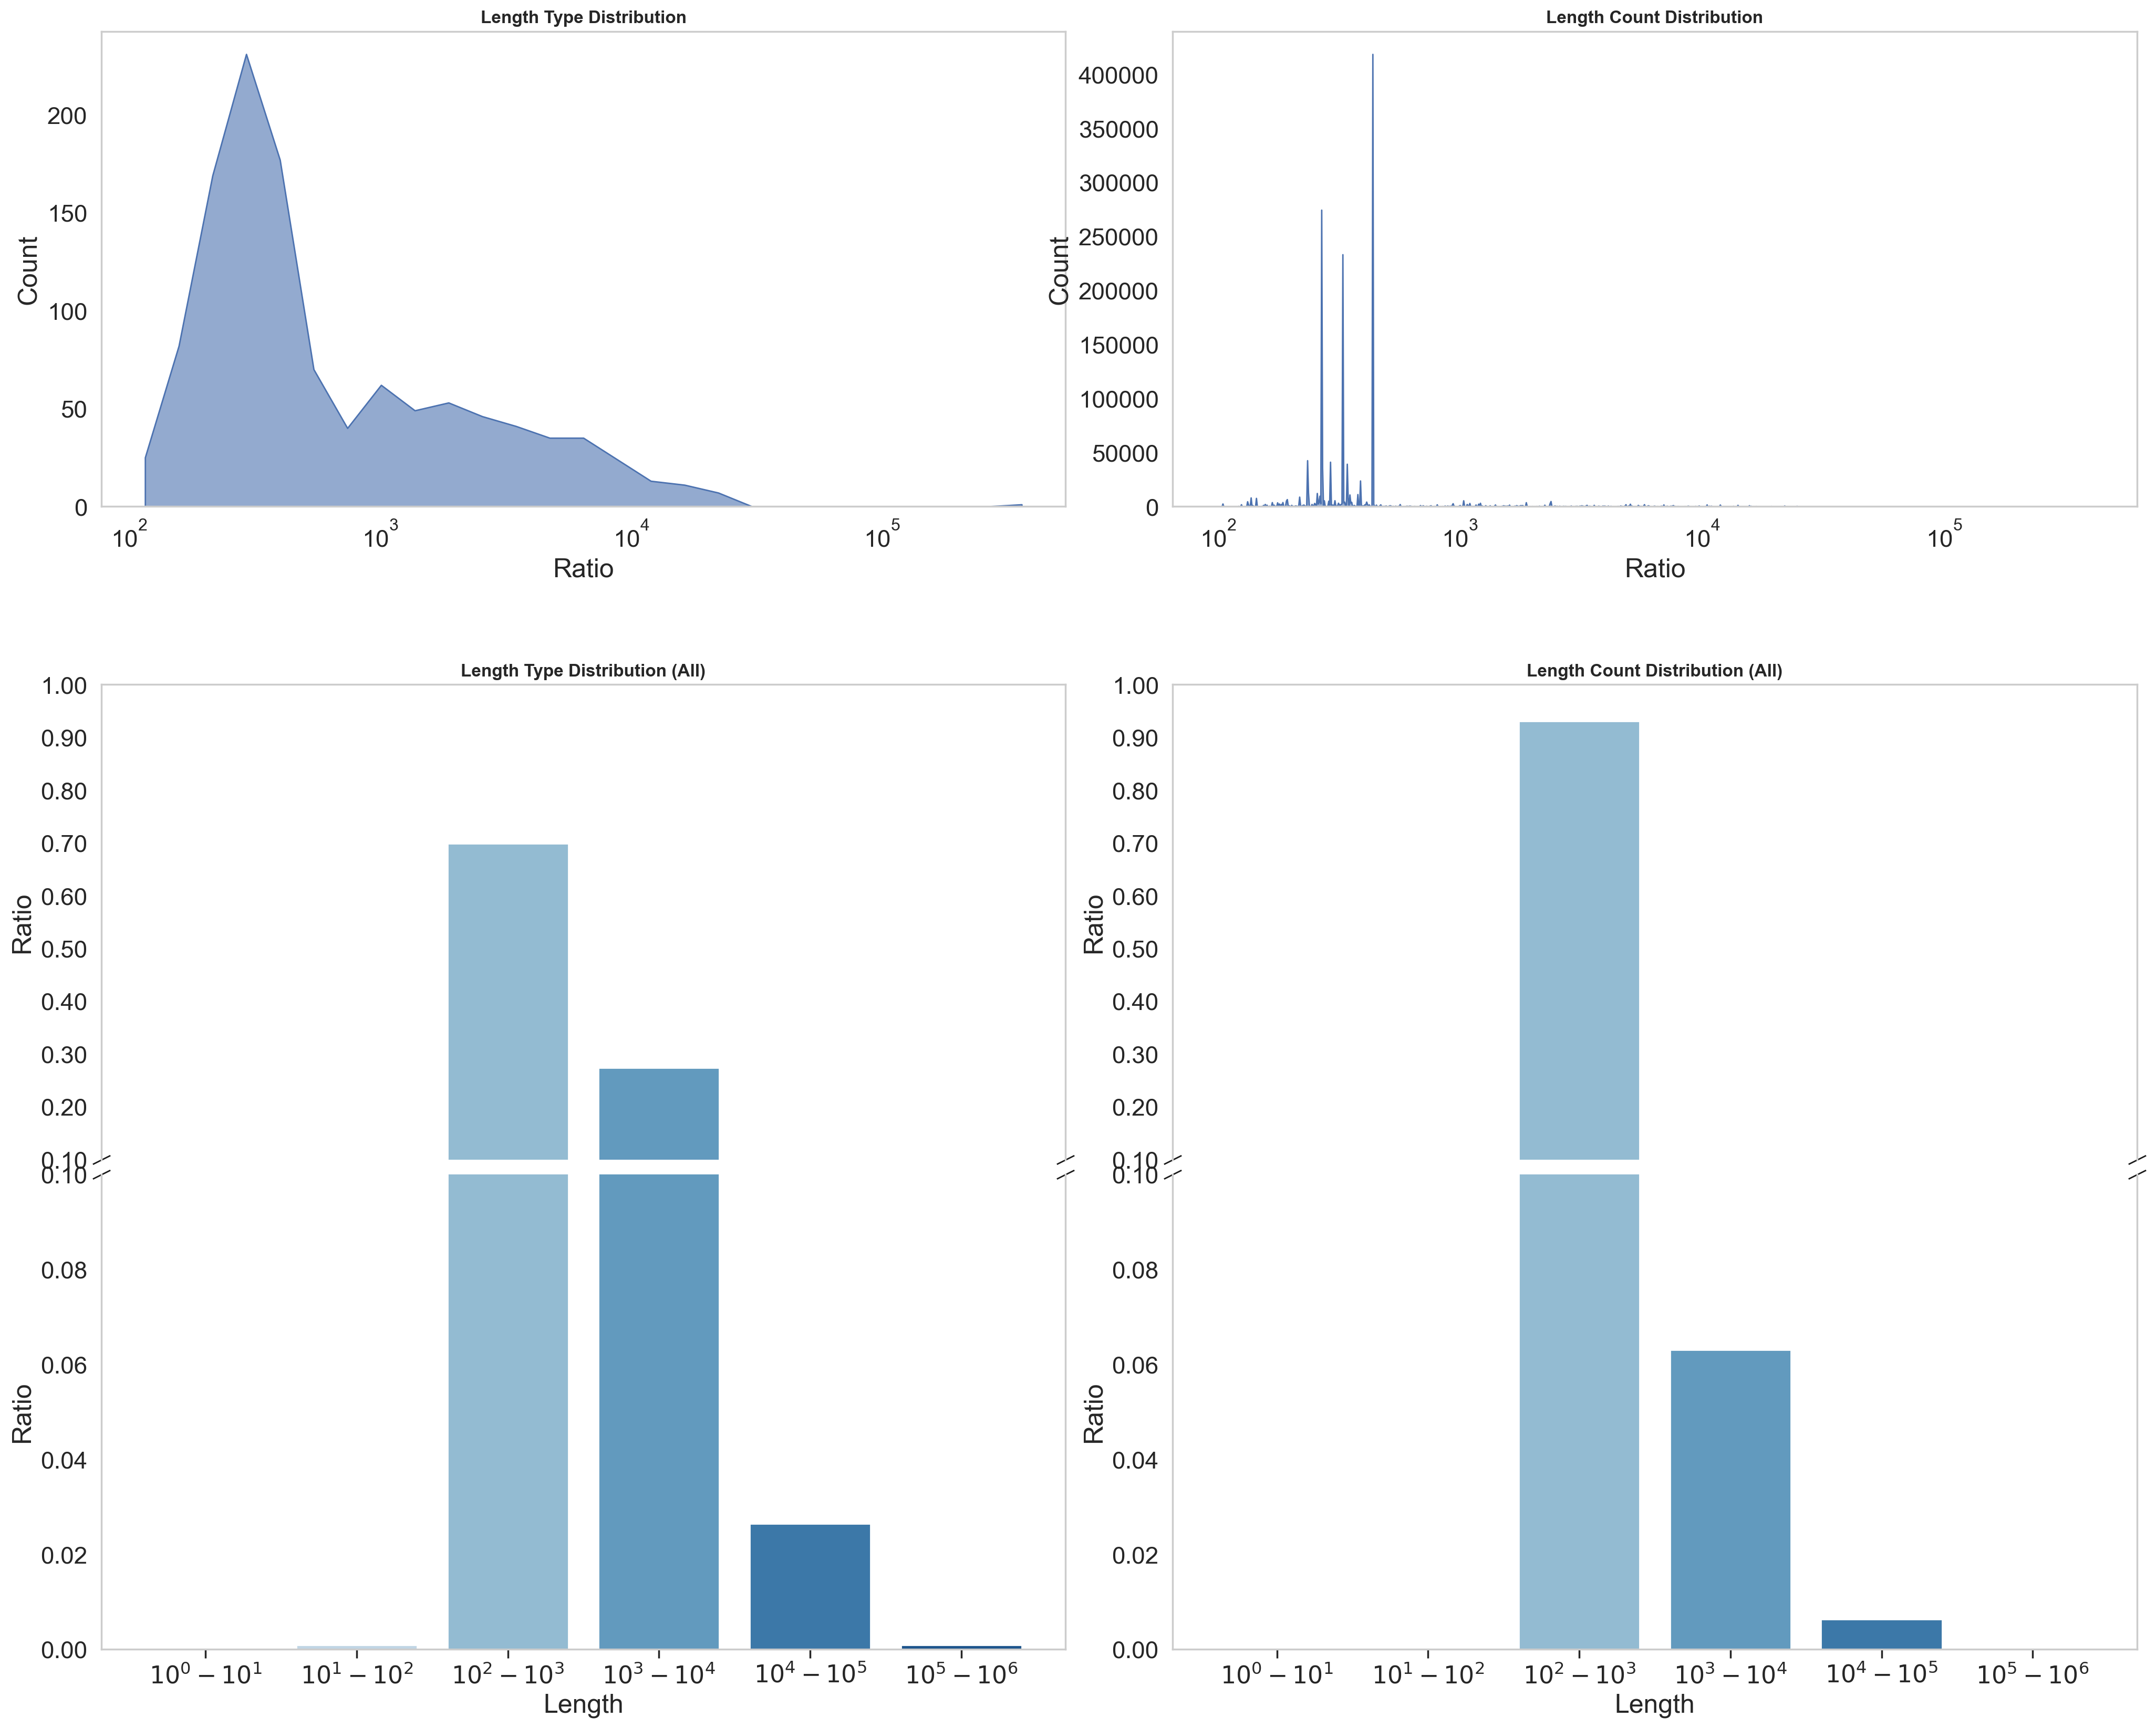 Length Type Distribution
200
150
100
50
0
Count
10^2 10^3 10^4 10^5
Ratio
Length Count Distribution
400000
350000
300000
250000
200000
150000
100000
50000
0
Count
10^2 10^3 10^4 10^5
Ratio
Length Type Distribution (All)
1.00
0.90
0.80
0.70
0.60
0.50
0.40
0.30
0.20
0.10
Ratio
0.10
0.08
0.06
0.04
0.02
0.00
Ratio
10^0 − 10^1 10^1 − 10^2 10^2 − 10^3 10^3 − 10^4 10^4 − 10^5 10^5 − 10^6
Length
Length Count Distribution (All)
1.00
0.90
0.80
0.70
0.60
0.50
0.40
0.30
0.20
0.10
Ratio
0.10
0.08
0.06
0.04
0.02
0.00
Ratio
10^0 − 10^1 10^1 − 10^2 10^2 − 10^3 10^3 − 10^4 10^4 − 10^5 10^5 − 10^6
Length